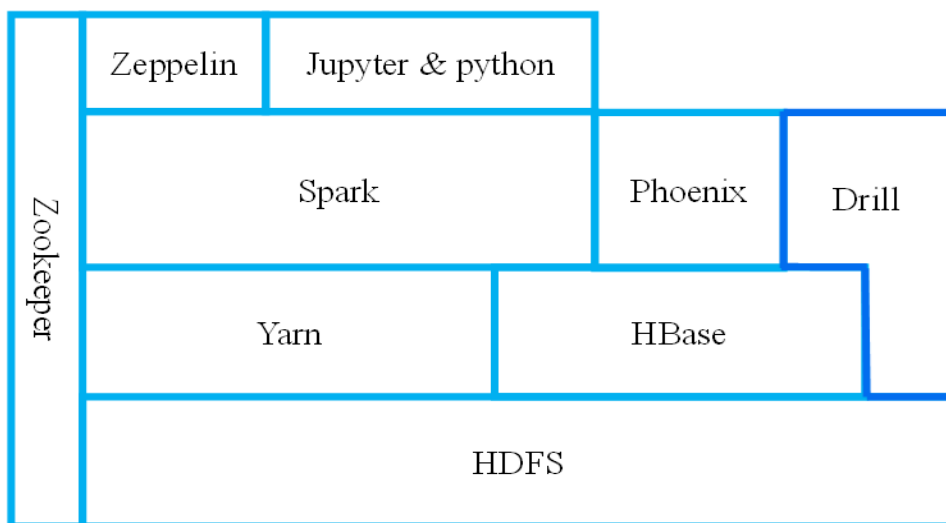 Zeppelin
Jupyter & python
Zookeeper
Spark
Phoenix
Drill
Yarn
HBase
HDFS